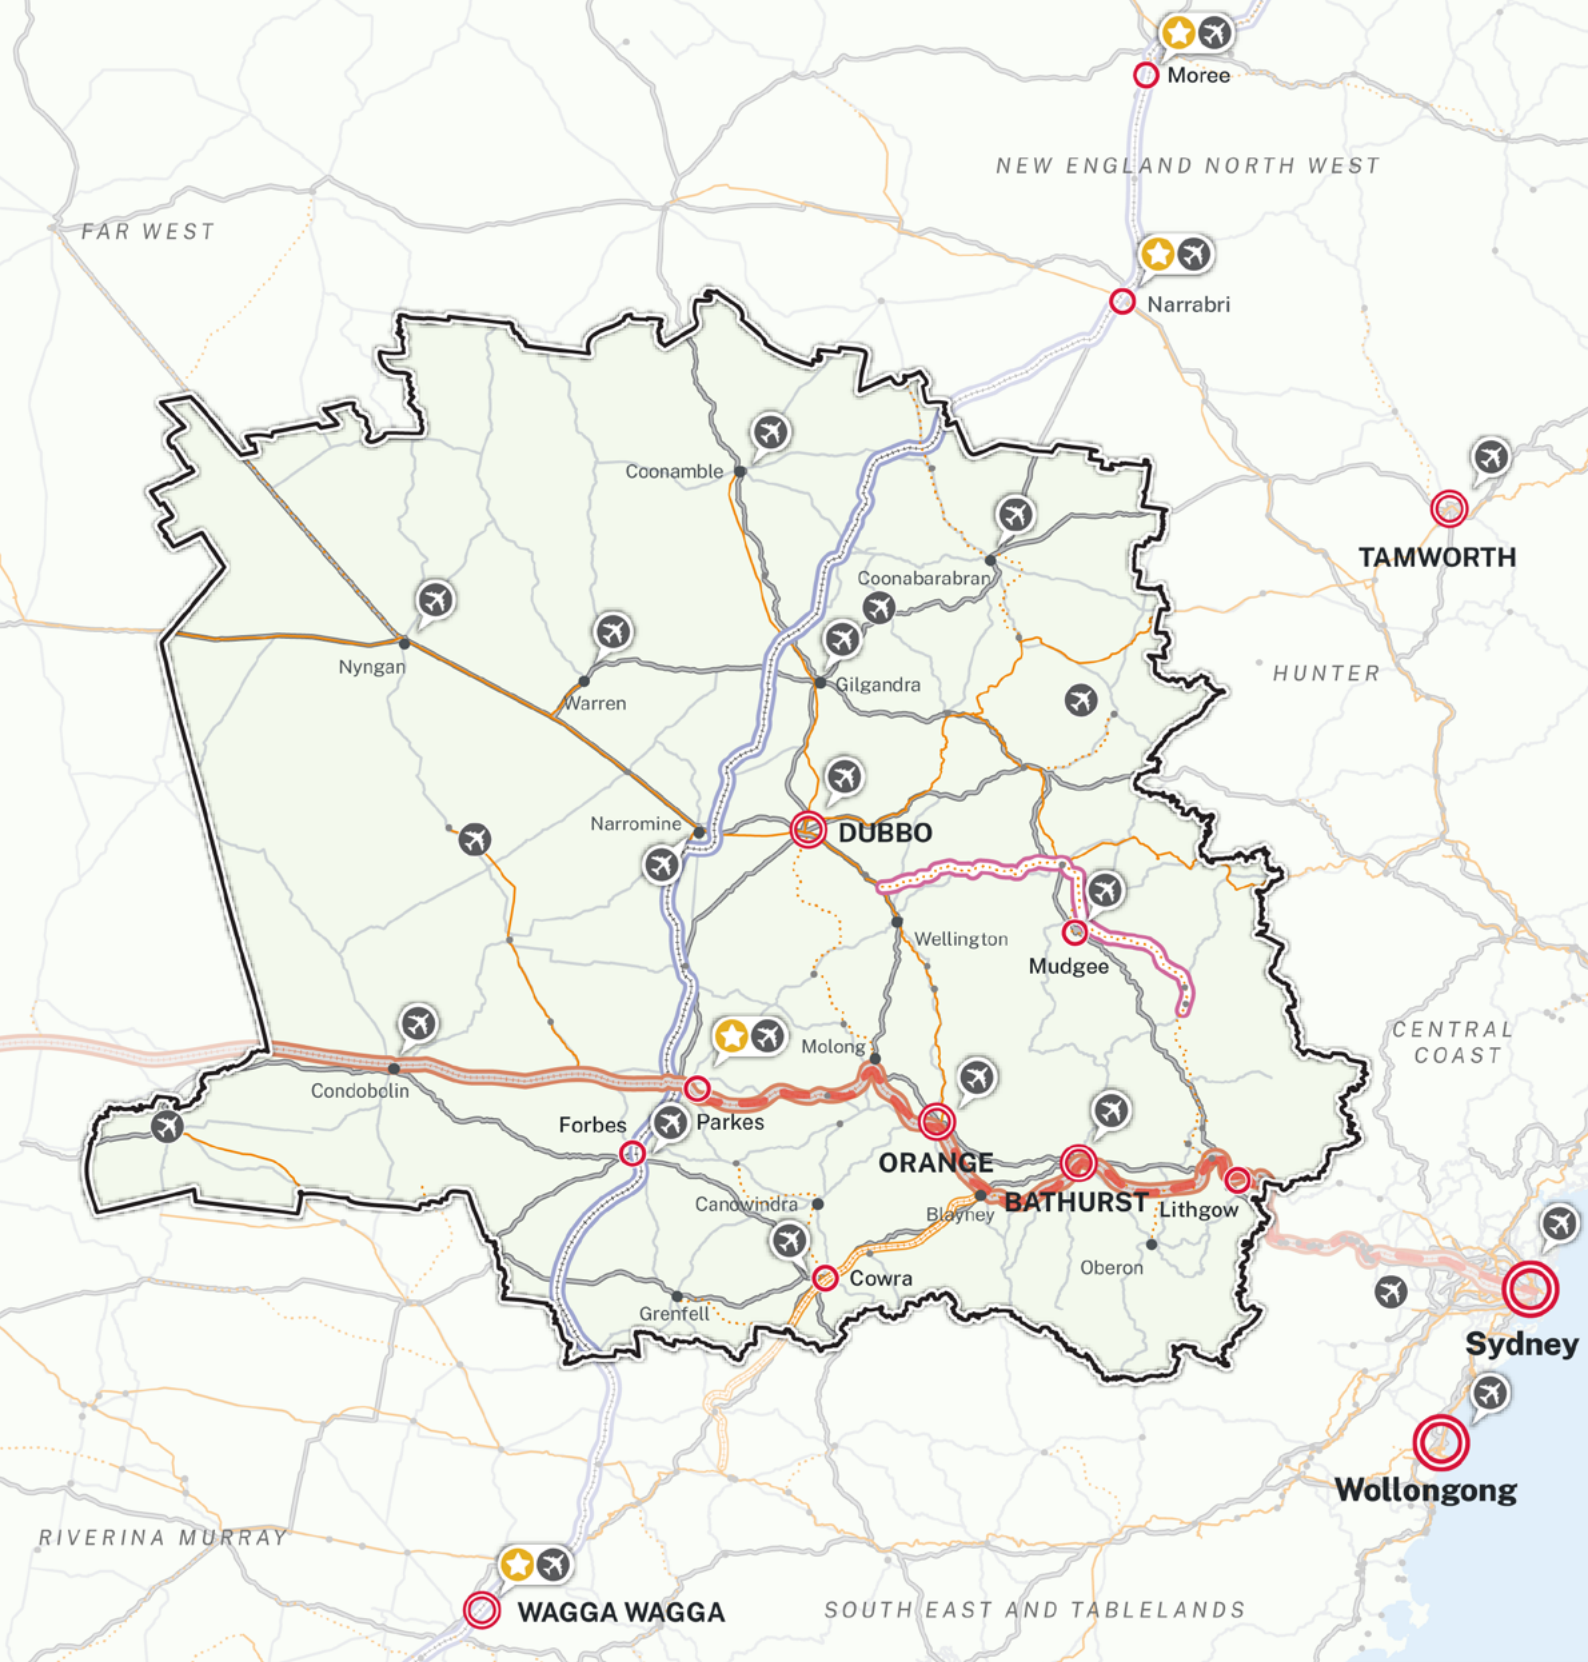 Moree
NEW ENGLAND NORTH WEST
FAR WEST
Narrabri
Coonamble
TAMWORTH
Coonabarabran
Nyngan
HUNTER
Gilgandra
Warren
Narromine
DUBBO
Wellington
Mudgee
CENTRAL
COAST
Molong
Condobolin
Forbes
Parkes
ORANGE
BATHURST
Canowindra
Blayney
Lithgow
Oberon
Cowra
Grenfell
Sydney
Wollongong
RIVERINA MURRAY
WAGGA WAGGA
SOUTH EAST AND TABLELANDS